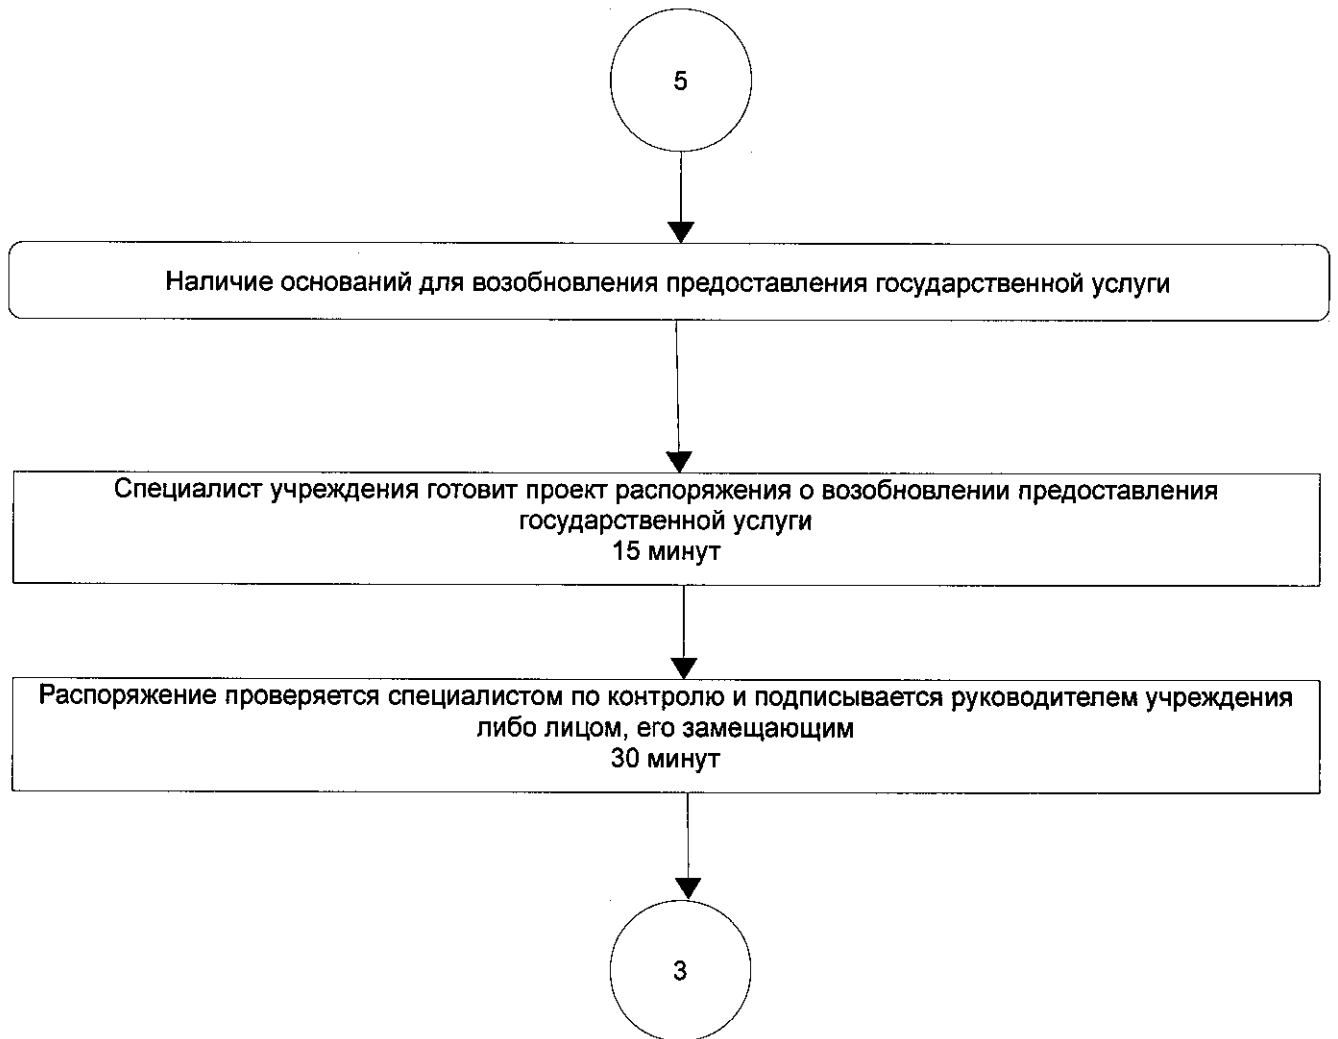 5
Наличие оснований для возобновления предоставления государственной услуги
Специалист учреждения готовит проект распоряжения о возобновлении предоставления
государственной услуги
15 минут
Распоряжение проверяется специалистом по контролю и подписывается руководителем учреждения
либо лицом, его замещающим
30 минут
3